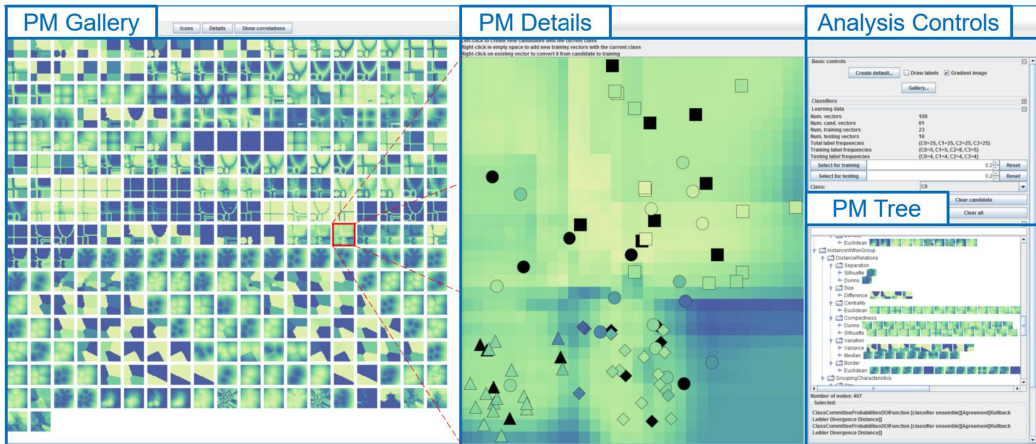 PM Gallery
Icons
Details
Show correlations
PM Details
Left-click to create new candidates with the current class
Right-click in empty space to add new training vectors with the current class
Right-click on existing vector to convert it from candidate to training
Analysis Controls
Basic controls
Create default...
Draw labels
Gradient image
Gallery...
Classifiers
Learning data
Num. vectors 100
Num. cand. vectors 61
Num. training vectors 23
Num. testing vectors 16
Total label frequencies {C0=25, C1=25, C2=25, C3=25}
Training label frequencies {C0=5, C1=5, C2=8, C3=5}
Testing label frequencies {C0=4, C1=4, C2=4, C3=4}
Select for training 0,2 Reset
Select for testing 0,2 Reset
Class: C0
Clear candidate
Clear all
PM Tree
Euclidean
InstanceWithinGroup
DistanceRelations
Separation
Silhuette
Dunns
Size
Difference
Centrality
Euclidean
Compactness
Dunns
Silhuette
Variation
Variance
Median
Border
Euclidean
GroupingCharacteristics
Number of nodes: 407
Selected:
ClassCommitteeProbabilitiesDOIFunction [classifier ensemble][Agreement[Kullback
Leibler Divergence Distance]]
ClassCommitteeProbabilitiesDOIFunction [classifier ensemble][Agreement[Kullback
Leibler Divergence Distance]]